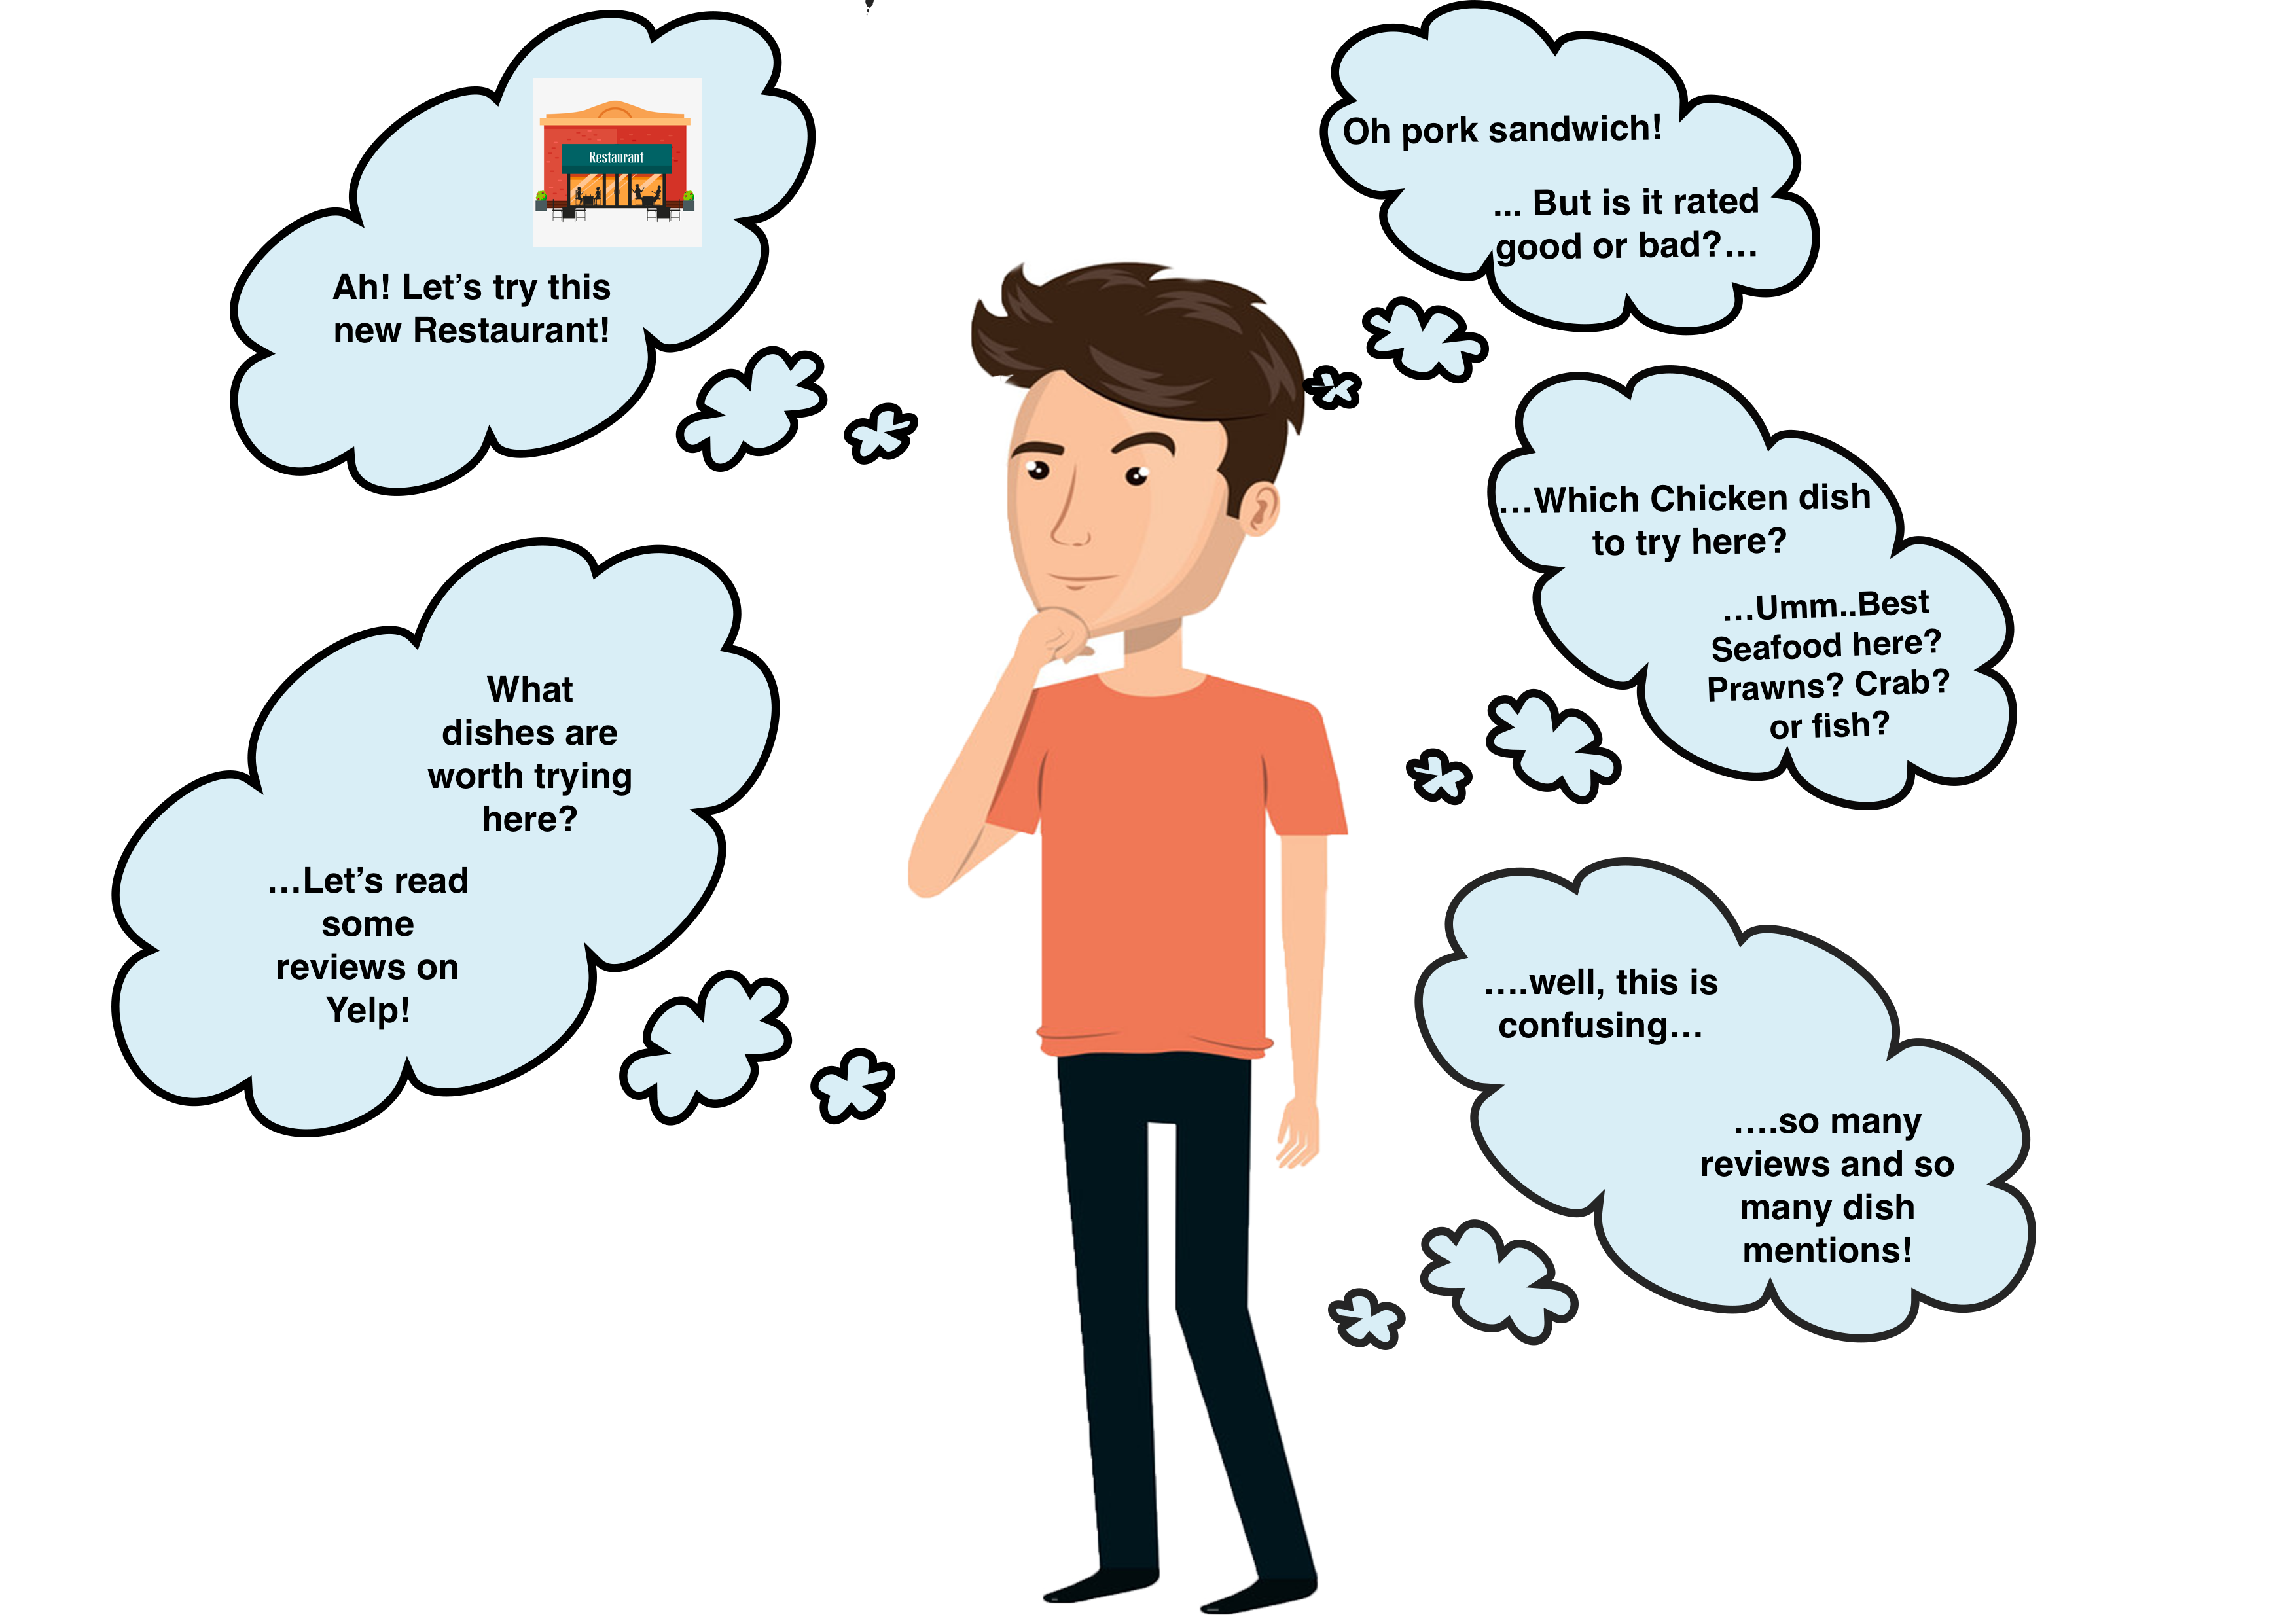 Restaurant
Ah! Let’s try this
new Restaurant!
What
dishes are
worth trying
here?
…Let’s read
some
reviews on
Yelp!
Oh pork sandwich!
... But is it rated
good or bad?…
…Which Chicken dish
to try here?
…Umm..Best
Seafood here?
Prawns? Crab?
or fish?
….well, this is
confusing…
….so many
reviews and so
many dish
mentions!